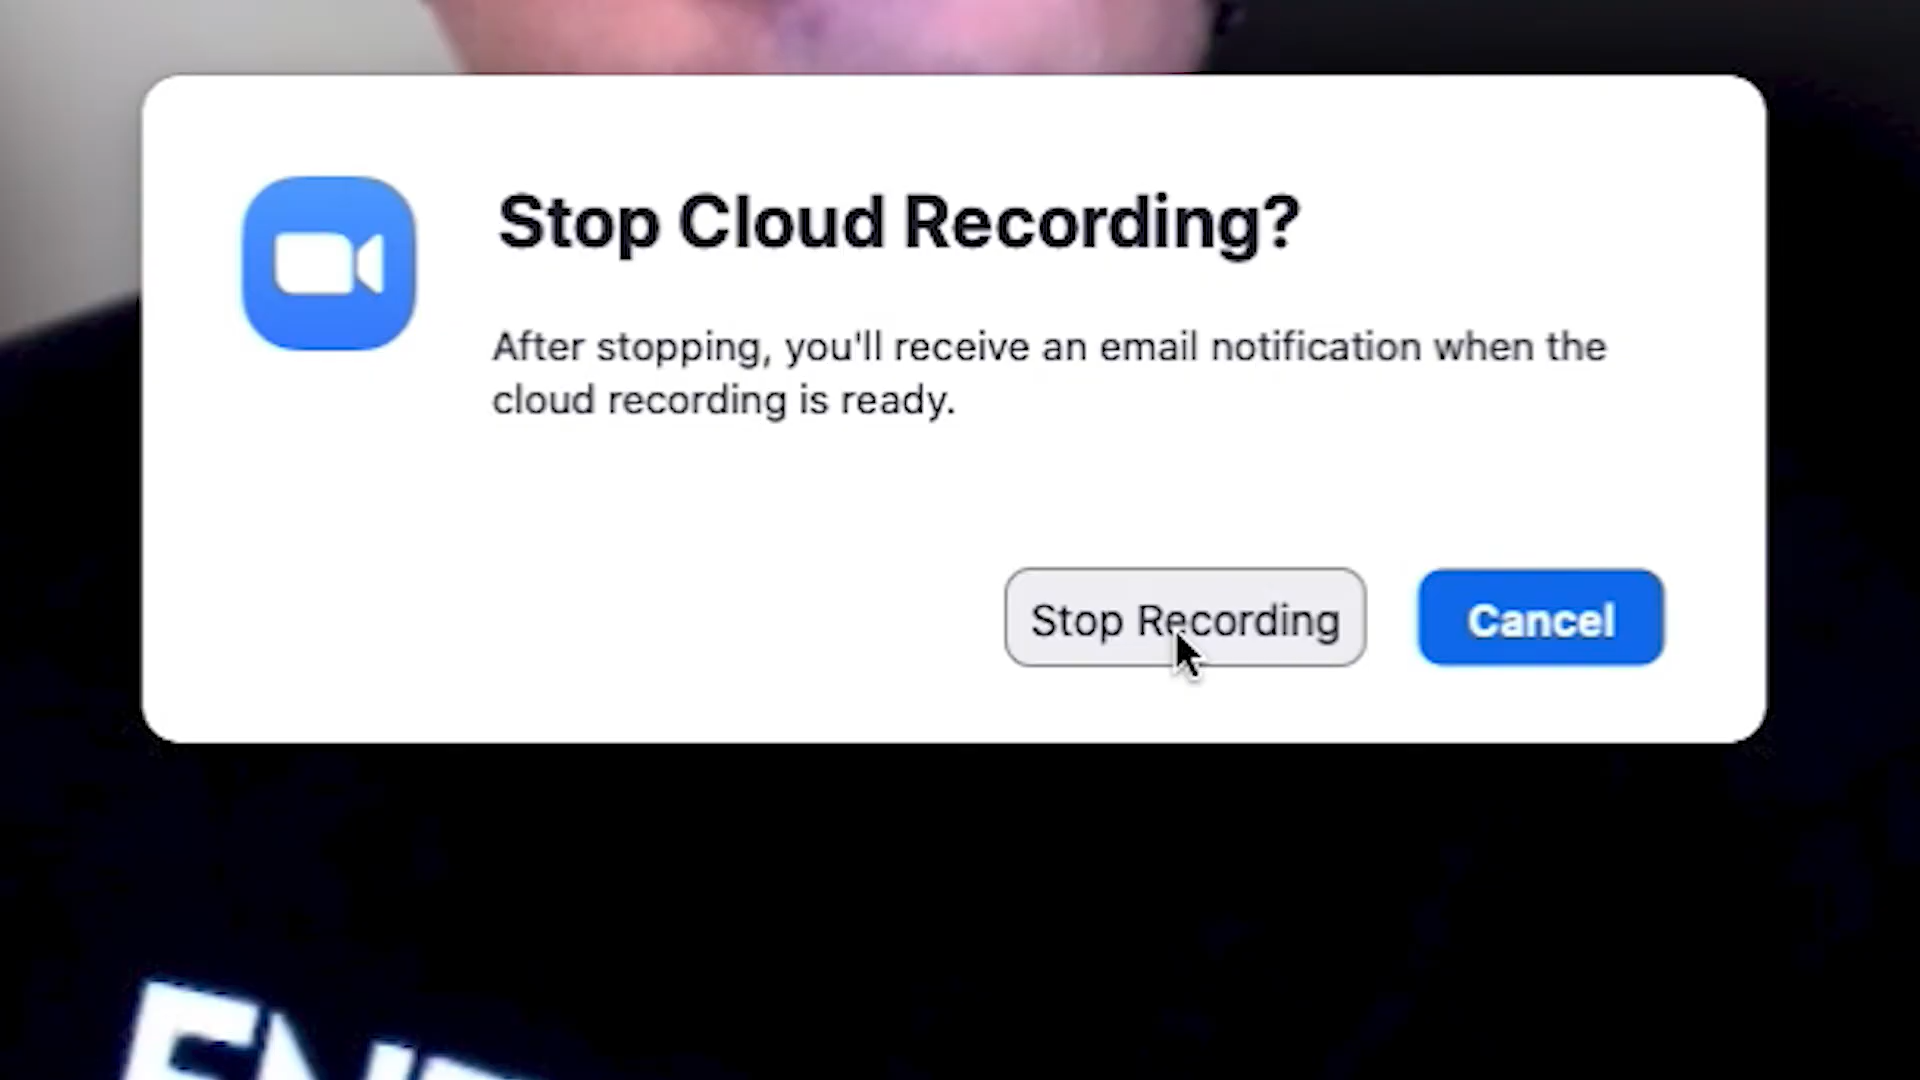 Stop Cloud Recording?
After stopping, you'll receive an email notification when the
cloud recording is ready.
Stop Recording
Cancel